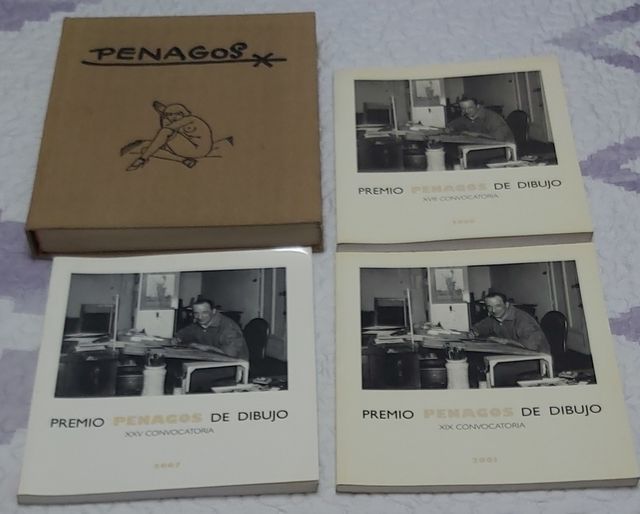 PENAGOS
PREMIO PENAGOS DE DIBUJO
CONVOCATORIA
PREMIO PENAGOS DE DIBUJO
XXV CONVOCATORIA
2007
PREMIO PENAGOS DE DIBUJO
XIX CONVOCATORIA
2001